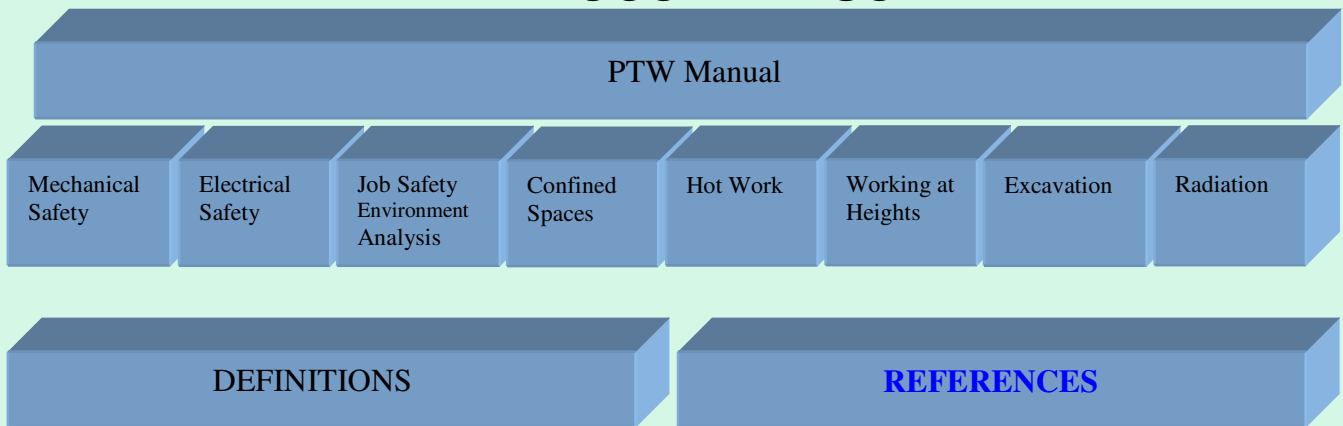 PTW Manual
Mechanical
Safety
Electrical
Safety
Job Safety
Environment
Analysis
Confined
Spaces
Hot Work
Working at
Heights
Excavation
Radiation
DEFINITIONS
REFERENCES